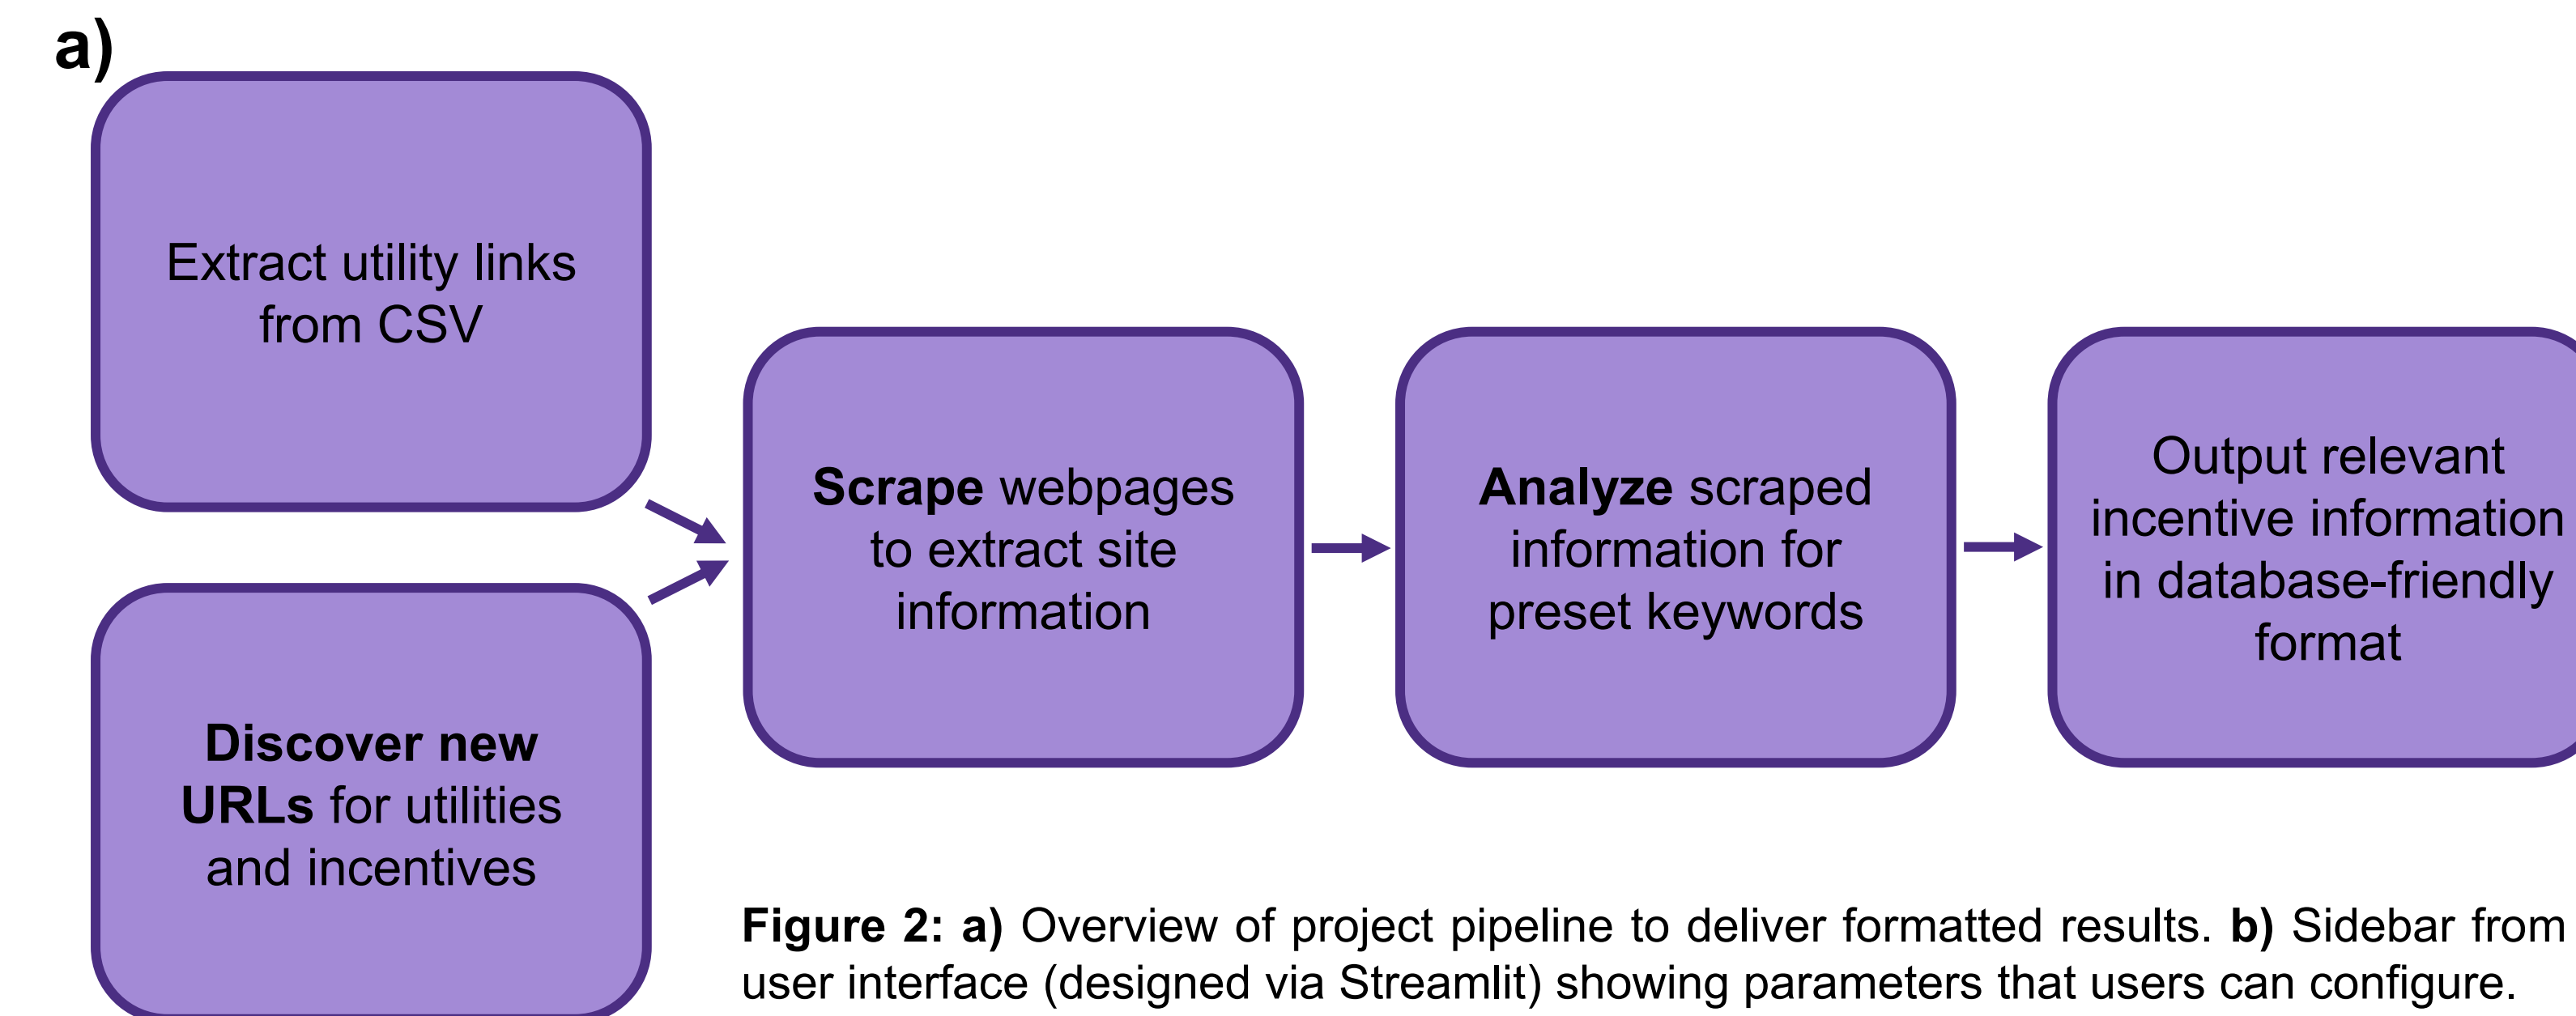 a)
Extract utility links
from CSV
Discover new
URLs for utilities
and incentives
Scrape webpages
to extract site
information
Analyze scraped
information for
preset keywords
Output relevant
incentive information
in database-friendly
format
Figure 2: a) Overview of project pipeline to deliver formatted results. b) Sidebar from
user interface (designed via Streamlit) showing parameters that users can configure.